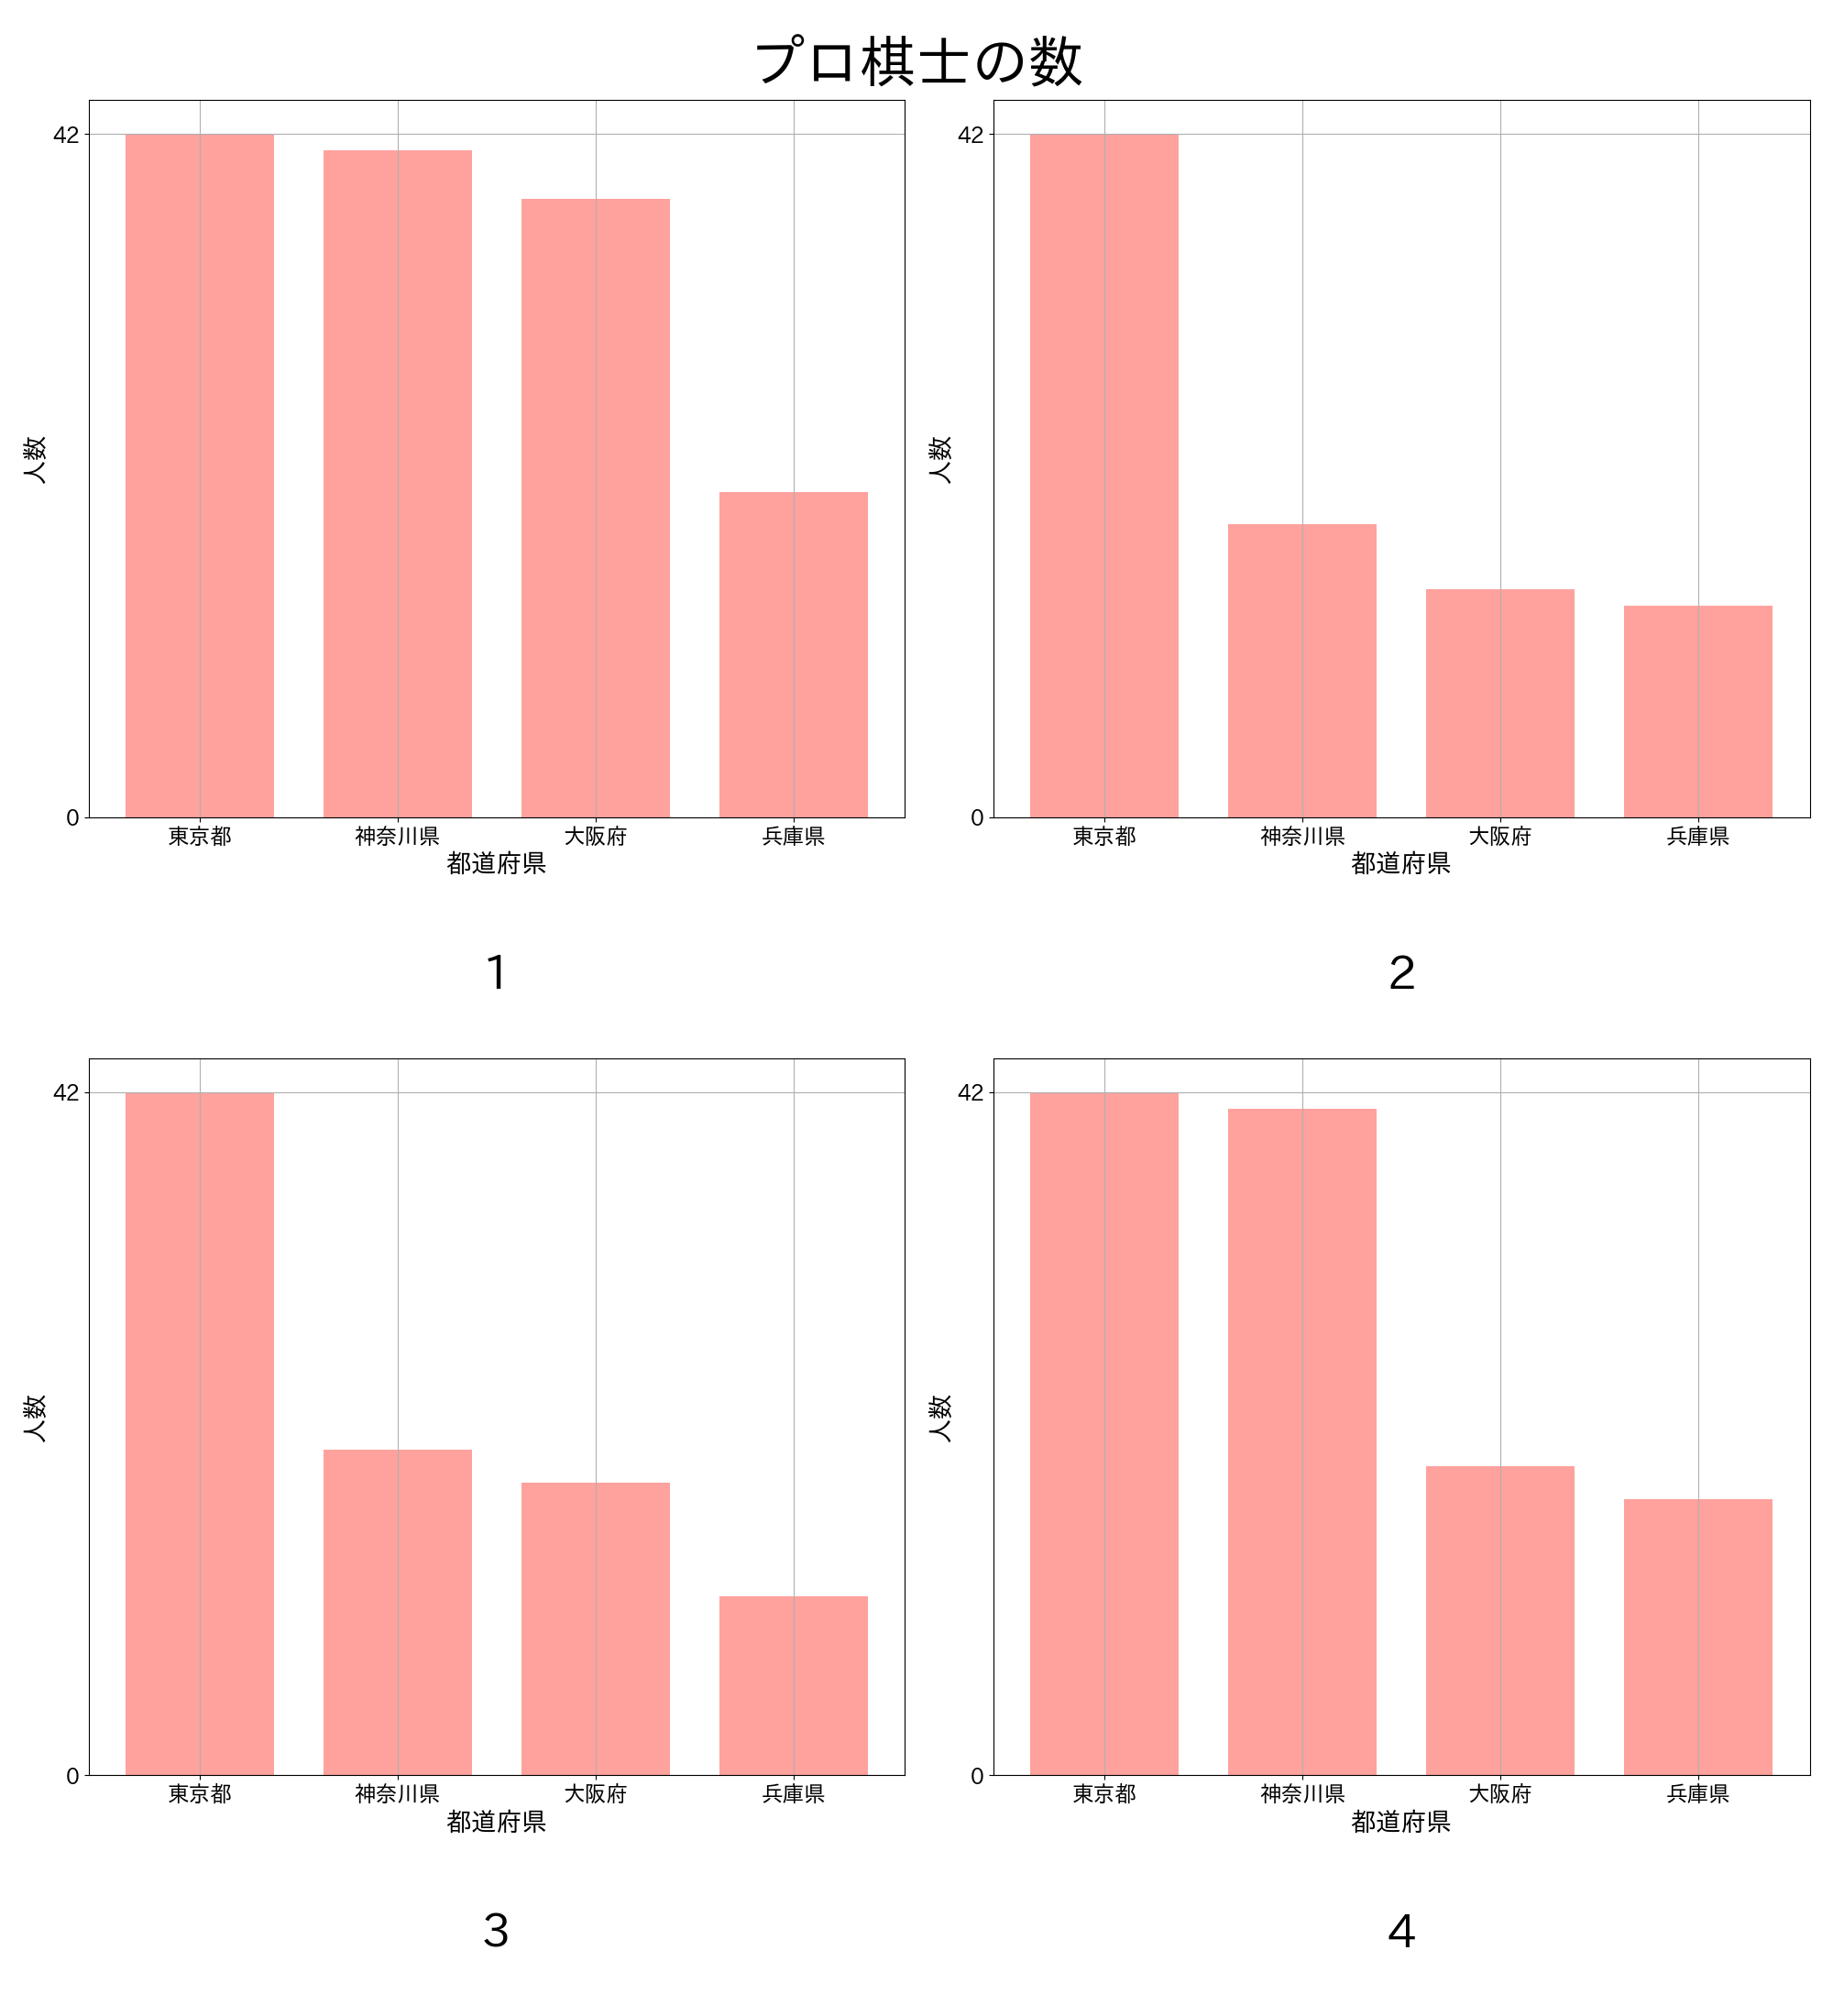 プロ棋士の数
42
0
人数
東京都 神奈川県 大阪府 兵庫県
都道府県
1
42
0
人数
東京都 神奈川県 大阪府 兵庫県
都道府県
2
42
0
人数
東京都 神奈川県 大阪府 兵庫県
都道府県
3
42
0
人数
東京都 神奈川県 大阪府 兵庫県
都道府県
4